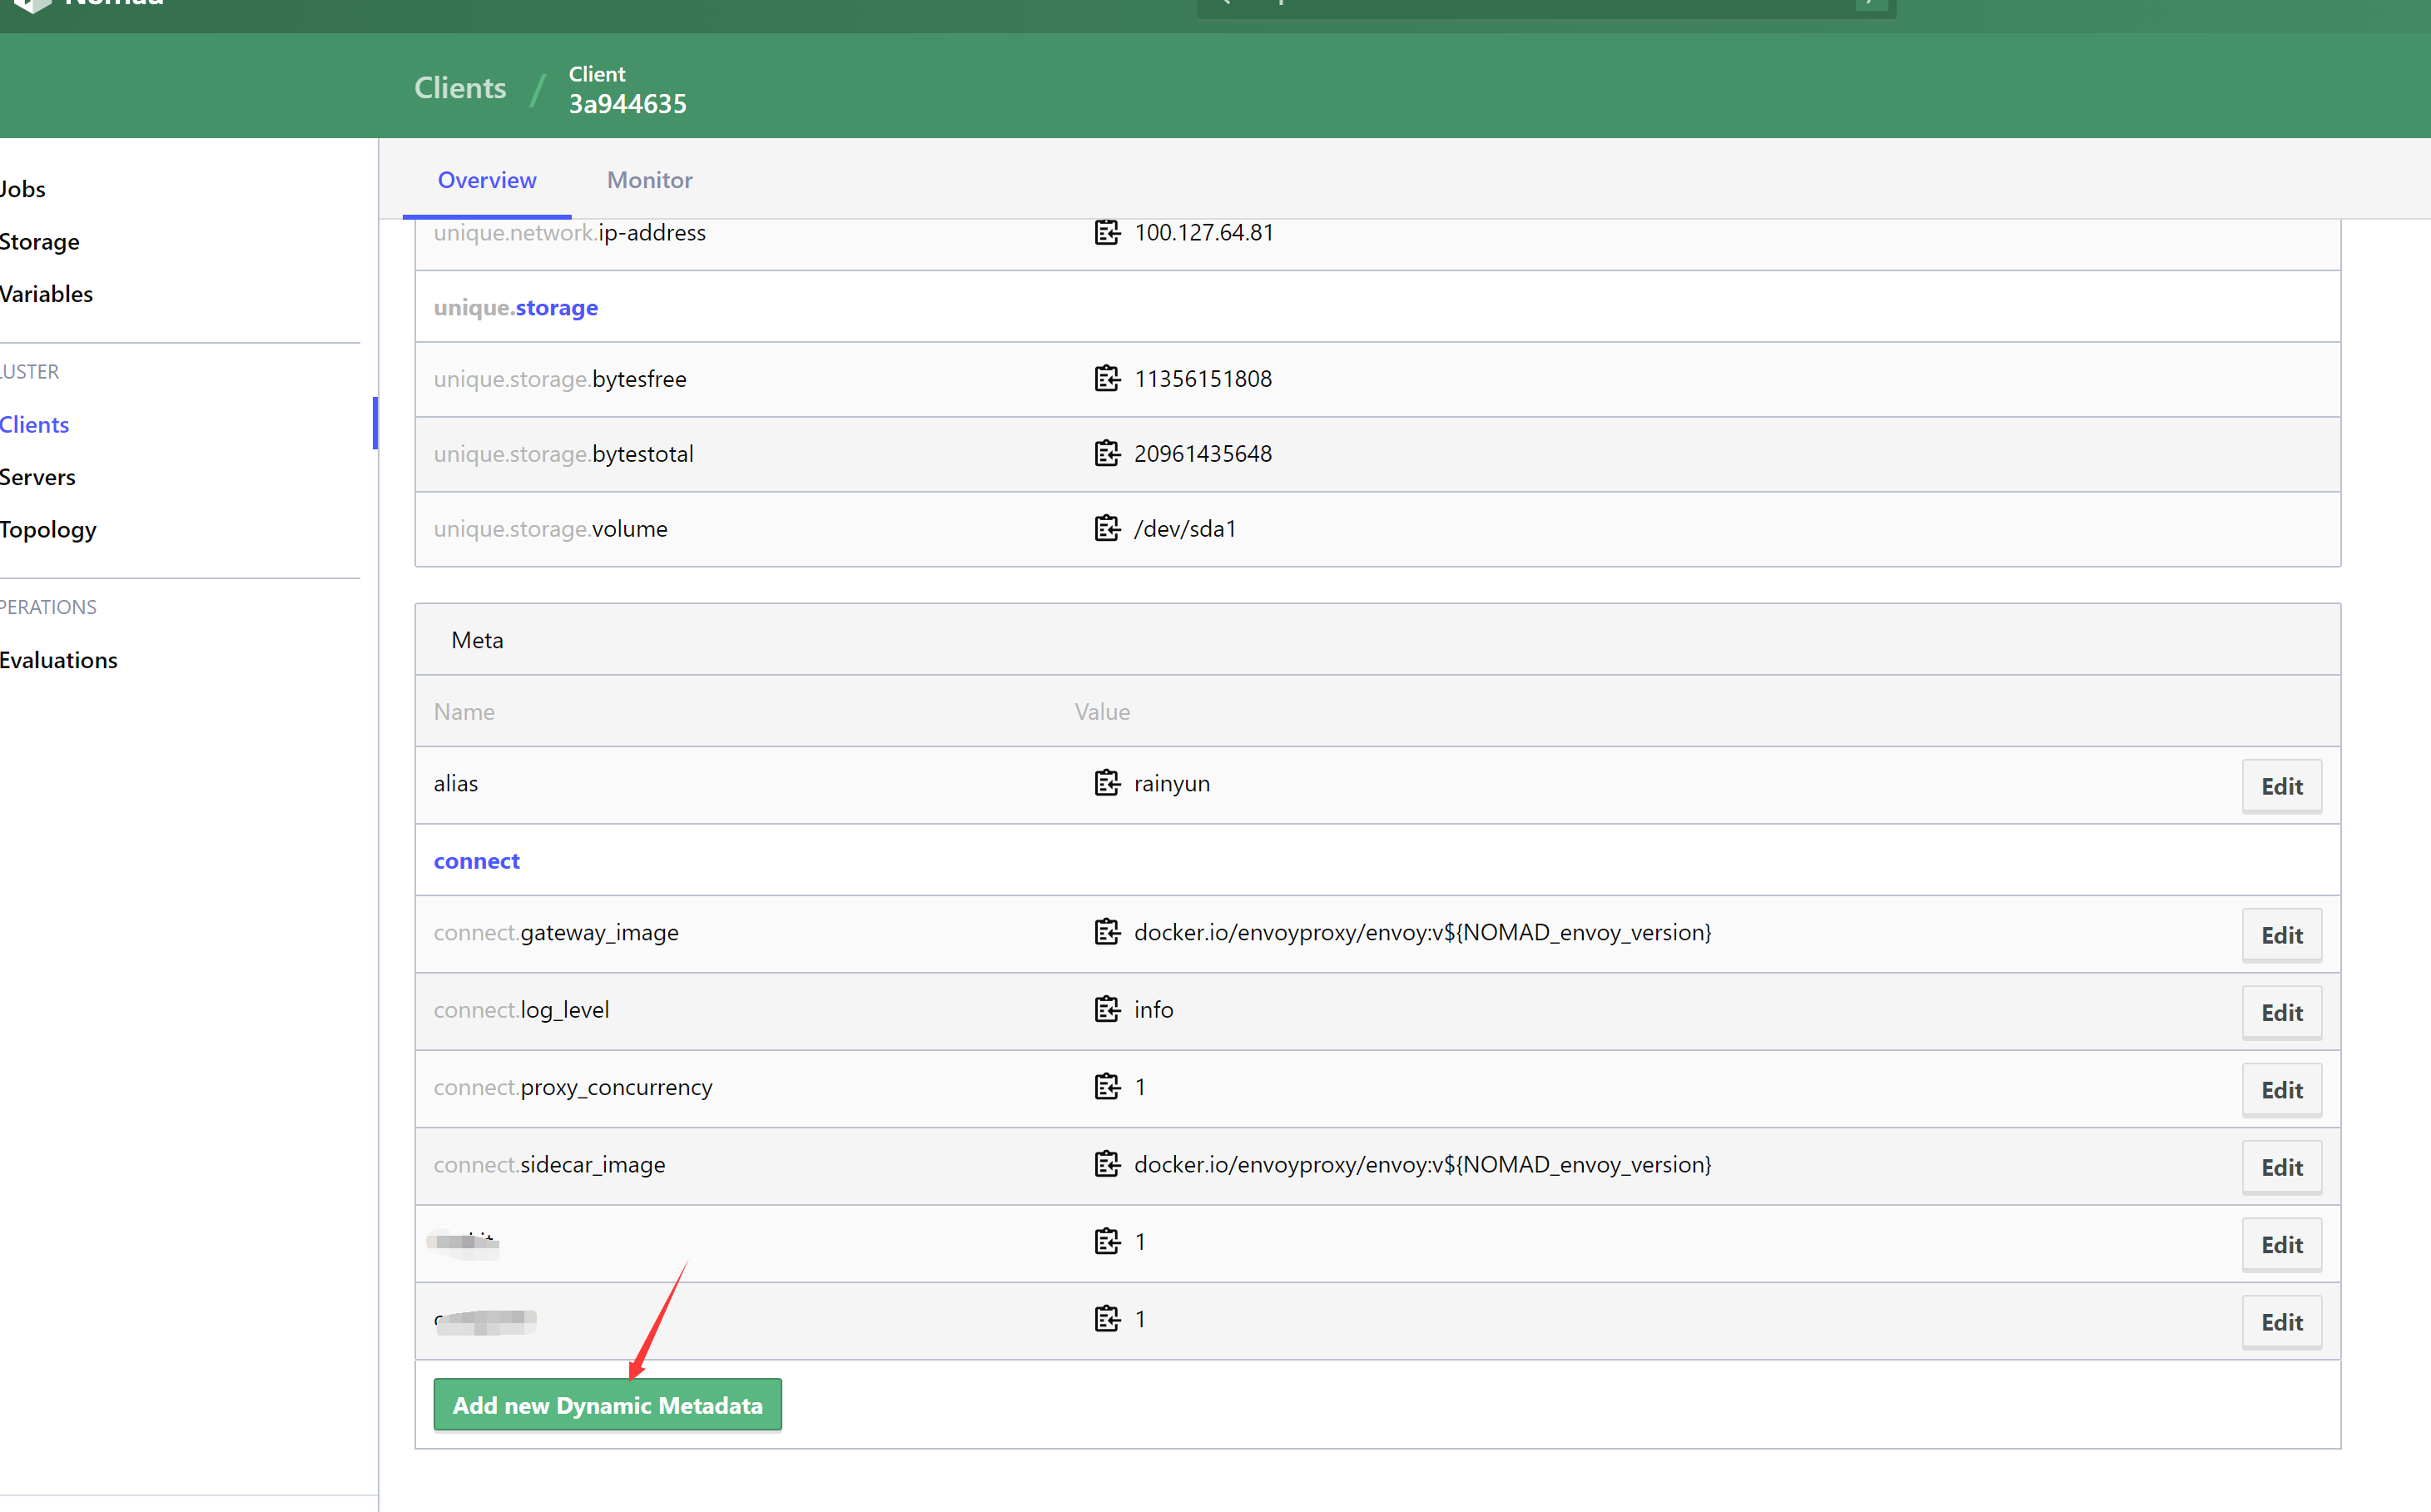 Nomad
Clients / Client
3a944635
Jobs
Storage
Variables
LUSTER
Clients
Servers
Topology
PERATIONS
Evaluations
Overview
Monitor
unique.network.ip-address 100.127.64.81
unique.storage
unique.storage.bytesfree 11356151808
unique.storage.bytestotal 20961435648
unique.storage.volume /dev/sda1
Meta
Name Value
alias rainyun Edit
connect
connect.gateway_image docker.io/envoyproxy/envoy:v${NOMAD_envoy_version} Edit
connect.log_level info Edit
connect.proxy_concurrency 1 Edit
connect.sidecar_image docker.io/envoyproxy/envoy:v${NOMAD_envoy_version} Edit
1 Edit
1 Edit
Add new Dynamic Metadata